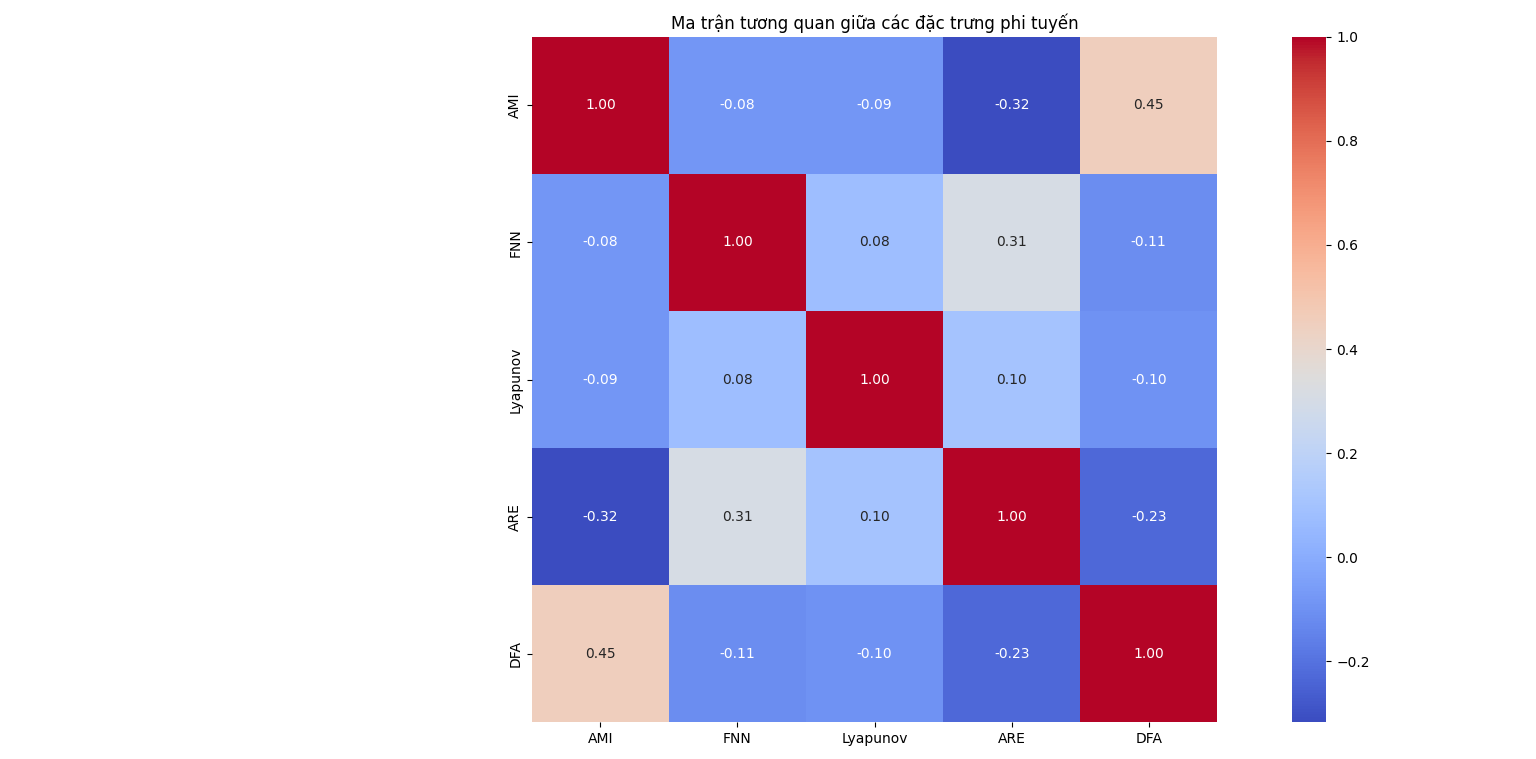 Ma trận tương quan giữa các đặc trưng phi tuyến
AMI 1.00 -0.08 -0.09 -0.32 0.45
FNN -0.08 1.00 0.08 0.31 -0.11
Lyapunov -0.09 0.08 1.00 0.10 -0.10
ARE -0.32 0.31 0.10 1.00 -0.23
DFA 0.45 -0.11 -0.10 -0.23 1.00
AMI FNN Lyapunov ARE DFA
1.0
0.8
0.6
0.4
0.2
0.0
−0.2